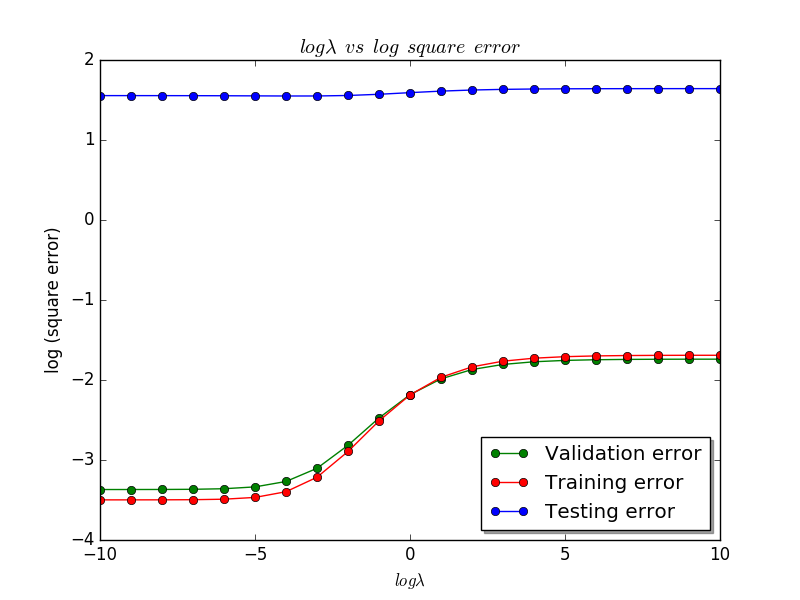 logλ vs log square error
2
1
0
−1
−2
−3
−4
log (square error)
Validation error
Training error
Testing error
−10 −5 0 5 10
logλ